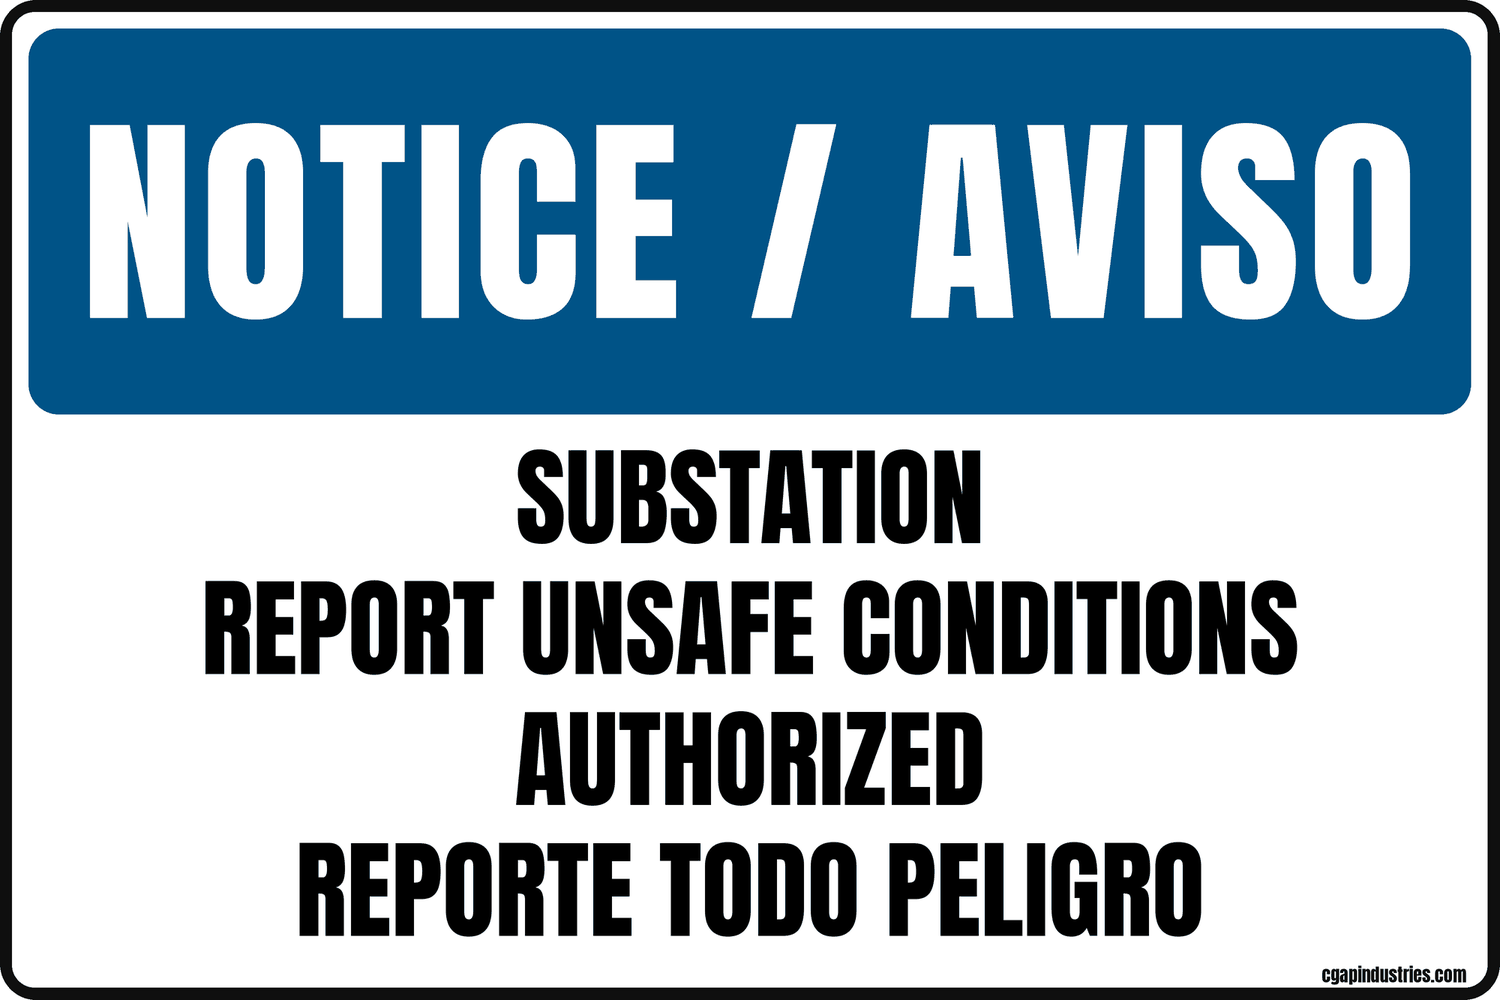 NOTICE / AVISO
SUBSTATION
REPORT UNSAFE CONDITIONS
AUTHORIZED
REPORTE TODO PELIGRO
cgapindustries.com